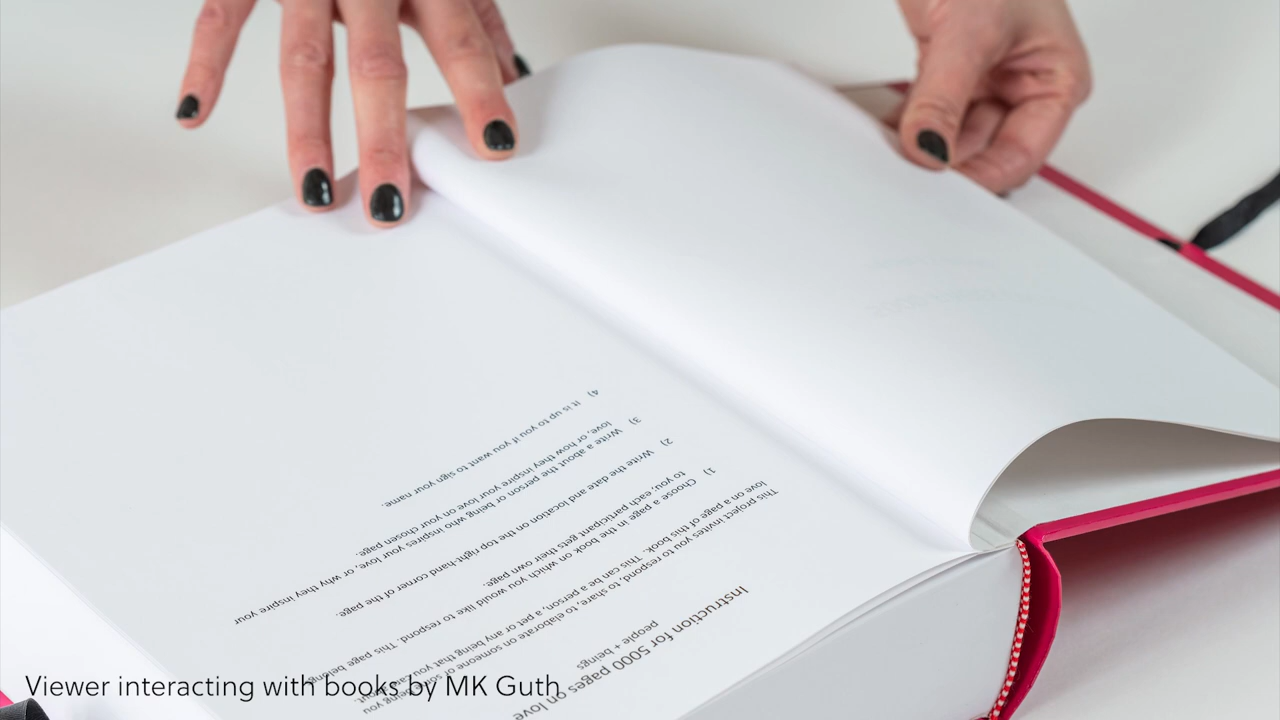 Instruction for 5000 pages on love
people + beings
This project invites you to respond, to share, to elaborate on someone or some being you
love on a page of this book. This can be a person, a pet or any being that you
1) Choose a page in the book on which you would like to respond. This page
to you; each participant gets their own page.
2) Write the date and location on the top right-hand corner of the page.
3) Write a about the person or being who inspires your love, or why they inspire your
love, or how they inspire your love on your chosen page.
4) It is up to you if you want to sign your name.
Viewer interacting with books by MK Guth